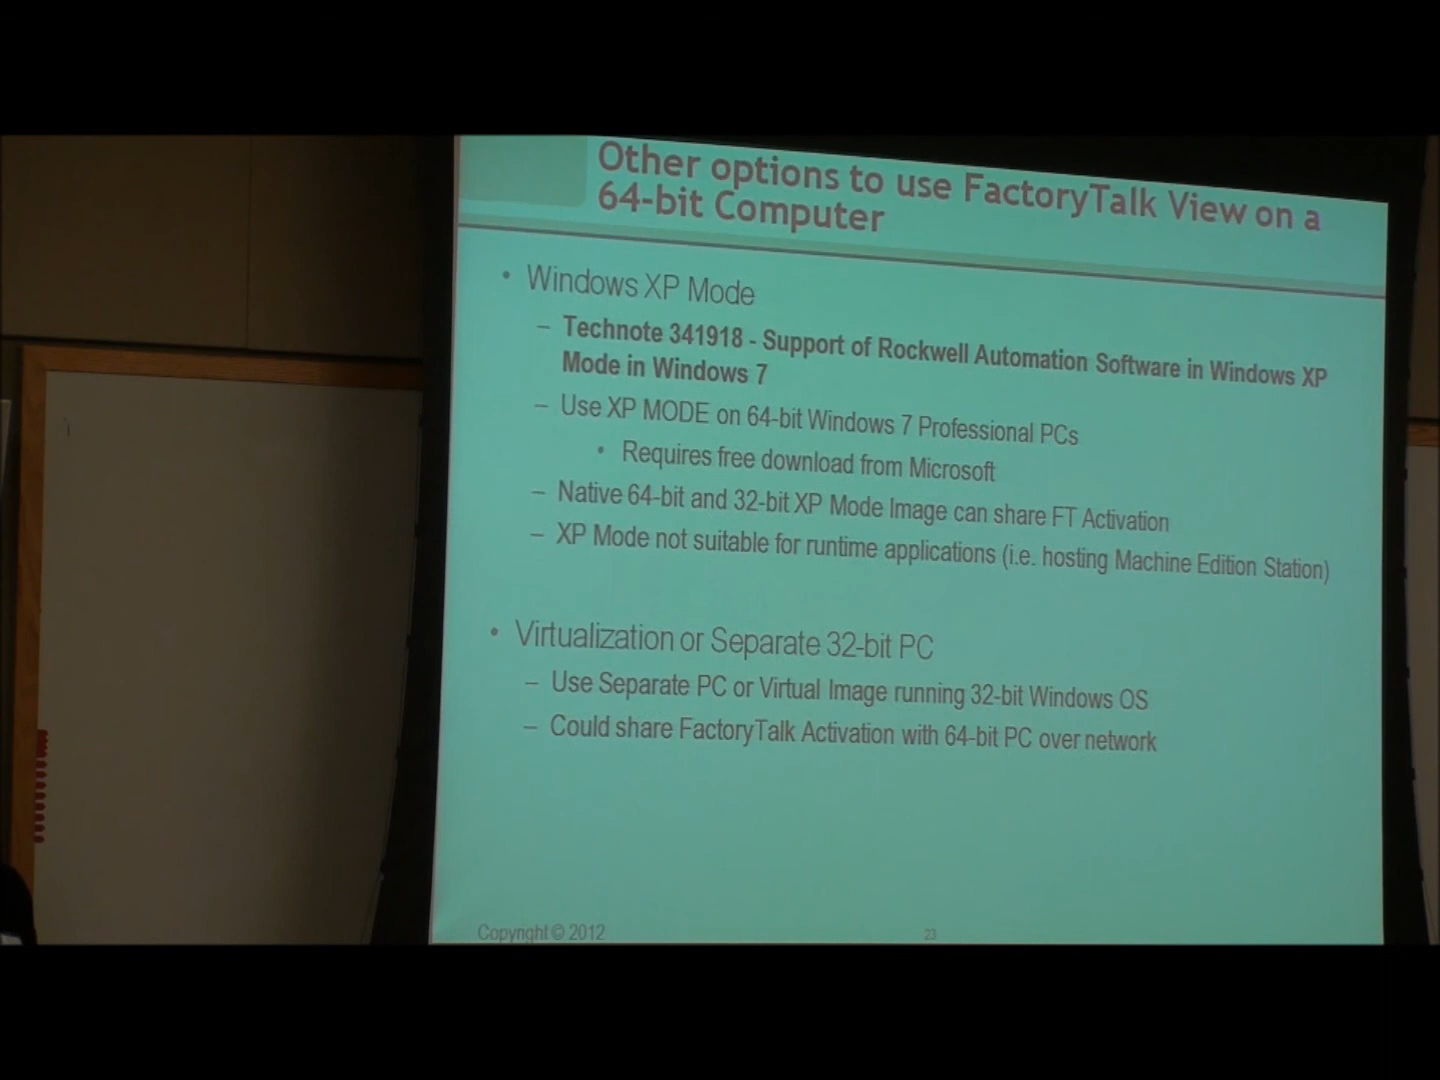 Other options to use FactoryTalk View on a
64-bit Computer
• Windows XP Mode
– Technote 341918 - Support of Rockwell Automation Software in Windows XP
Mode in Windows 7
– Use XP MODE on 64-bit Windows 7 Professional PCs
• Requires free download from Microsoft
– Native 64-bit and 32-bit XP Mode Image can share FT Activation
– XP Mode not suitable for runtime applications (i.e. hosting Machine Edition Station)
• Virtualization or Separate 32-bit PC
– Use Separate PC or Virtual Image running 32-bit Windows OS
– Could share FactoryTalk Activation with 64-bit PC over network
Copyright © 2012
23